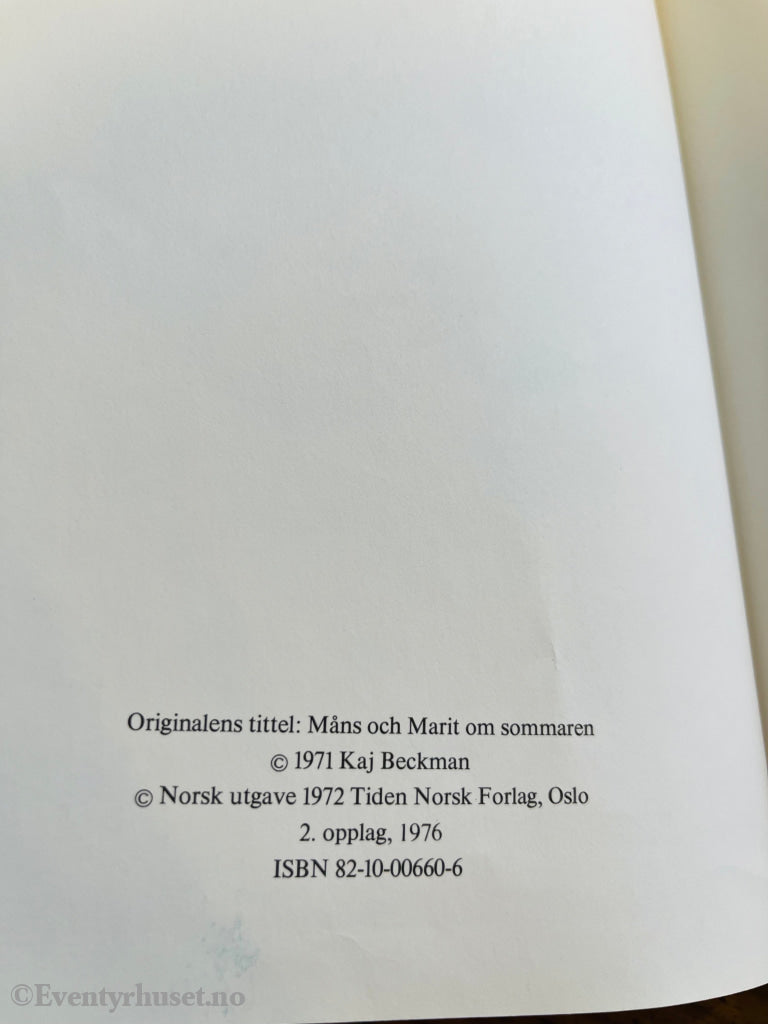 Originalens tittel: Måns och Marit om sommaren
© 1971 Kaj Beckman
© Norsk utgave 1972 Tiden Norsk Forlag, Oslo
2. opplag, 1976
ISBN 82-10-00660-6
©Eventyrhuset.no